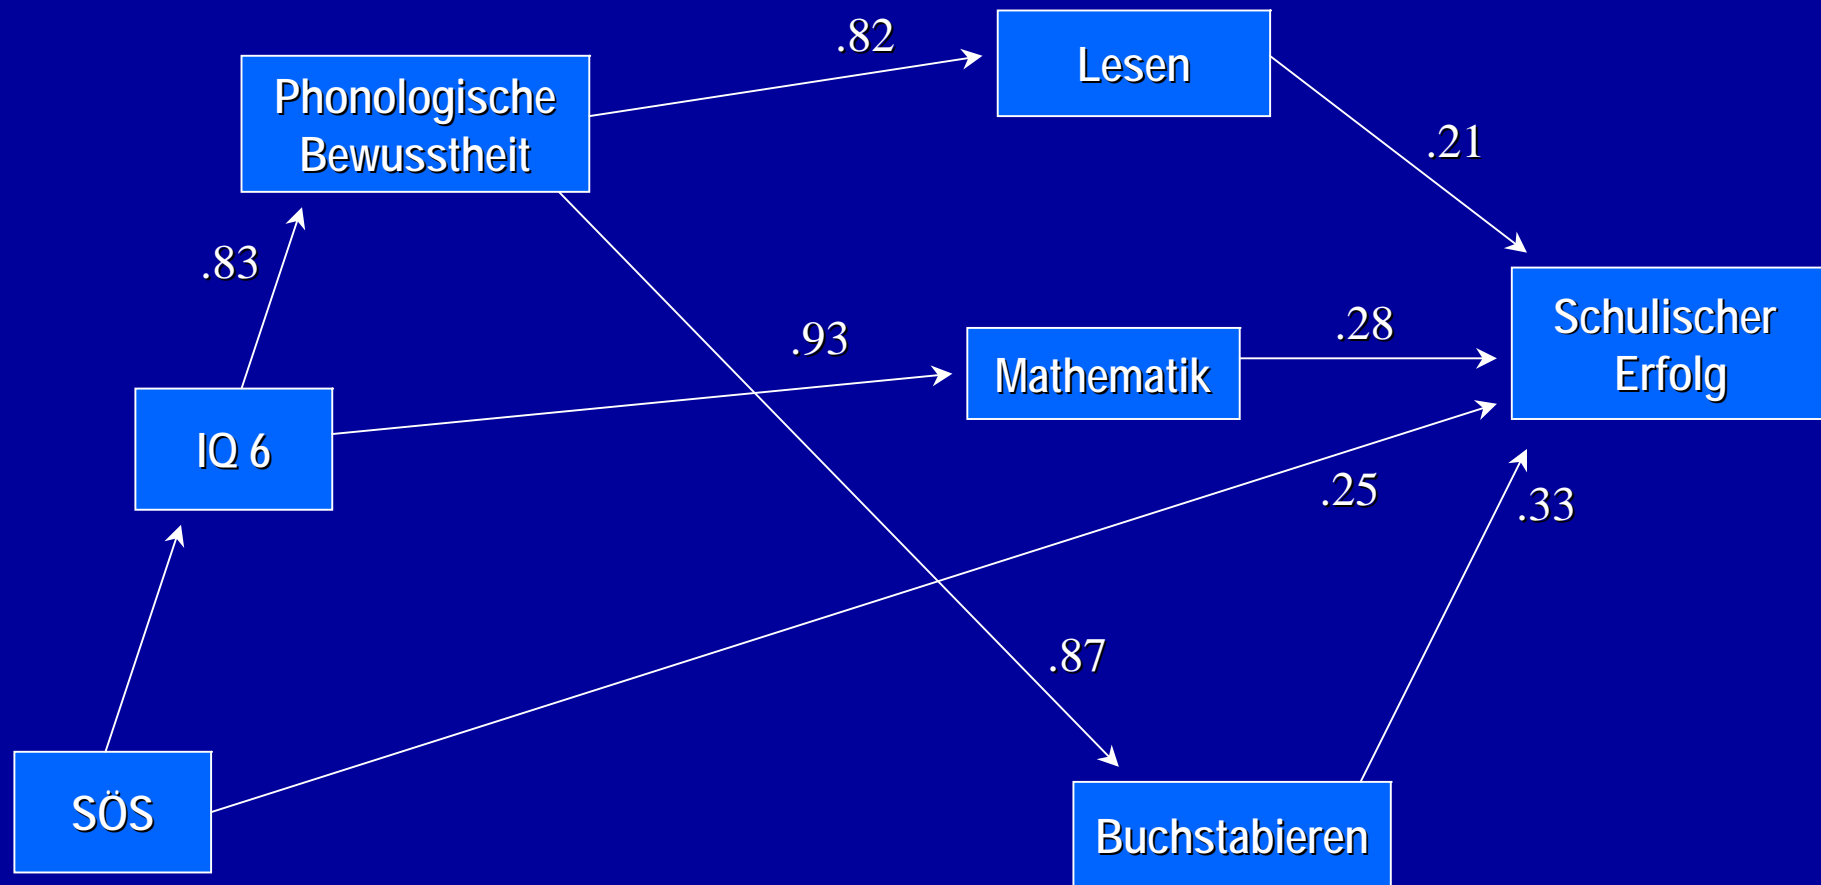 .82
Lesen
Phonologische
Bewusstheit
.21
.83
Schulischer
Erfolg
.93
.28
Mathematik
IQ 6
.25
.33
.87
SÖS
Buchstabieren